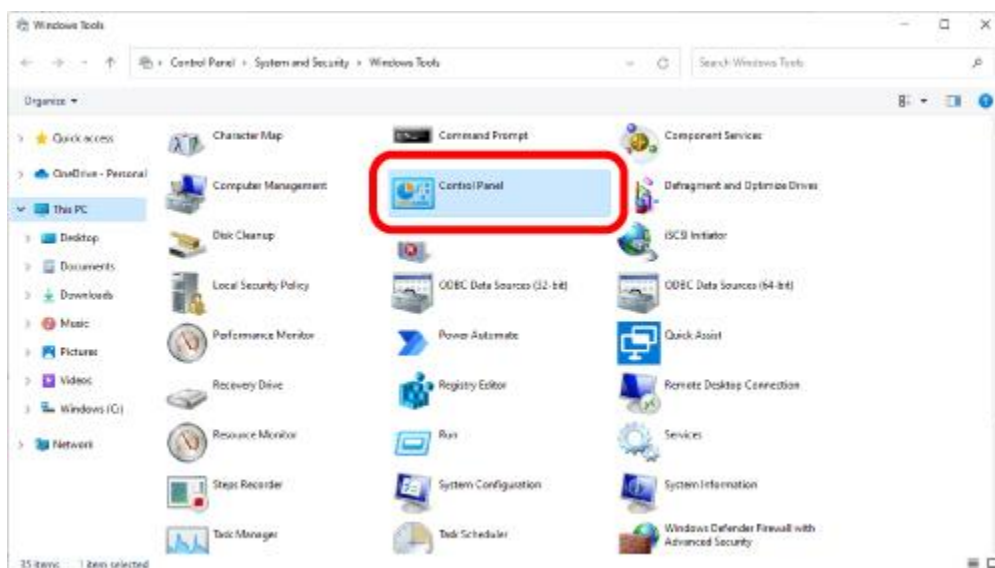 Windows Tools
Control Panel › System and Security › Windows Tools
Search Windows Tools
Organize
Quick access
OneDrive - Personal
This PC
Desktop
Documents
Downloads
Music
Pictures
Videos
Windows (C:)
Network
Character Map
Command Prompt
Component Services
Computer Management
Control Panel
Defragment and Optimize Drives
Disk Cleanup
iSCSI Initiator
Local Security Policy
ODBC Data Sources (32-bit)
ODBC Data Sources (64-bit)
Performance Monitor
Power Automate
Quick Assist
Recovery Drive
Registry Editor
Remote Desktop Connection
Resource Monitor
Run
Services
Steps Recorder
System Configuration
System Information
Task Manager
Task Scheduler
Windows Defender Firewall with
Advanced Security
35 items 1 item selected